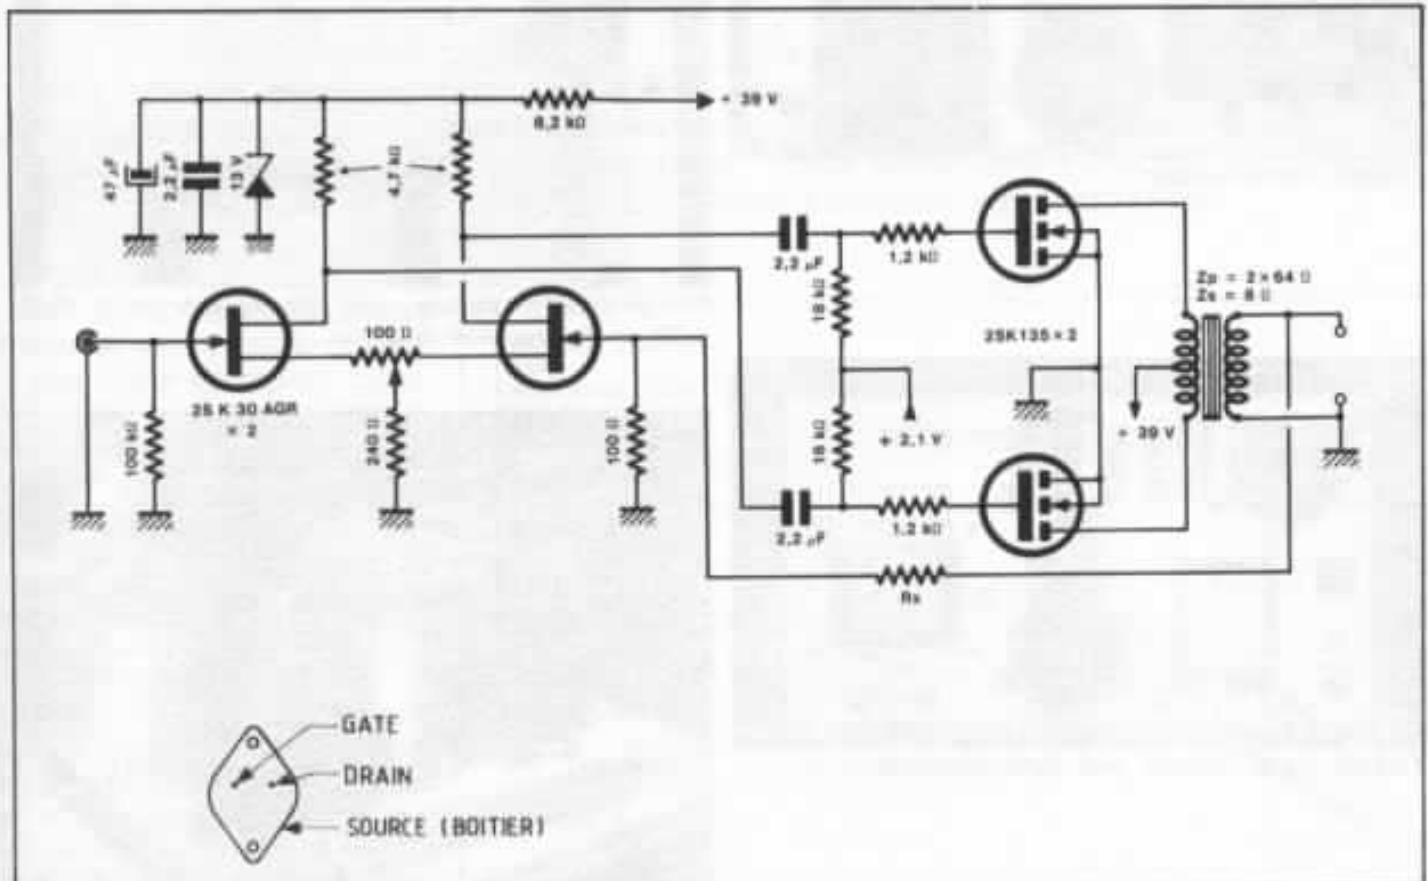 + 39 V
8,2 kΩ
47 µF
2,2 µF
13 V
4,7 kΩ
2,2 µF
1,2 kΩ
18 kΩ
Zp = 2×64 Ω
Zs = 8 Ω
100 Ω
2SK135 × 2
2S K 30 AGR
× 2
100 kΩ
240 Ω
100 Ω
18 kΩ
+ 2,1 V
+ 39 V
2,2 µF
1,2 kΩ
Rx
GATE
DRAIN
SOURCE (BOITIER)